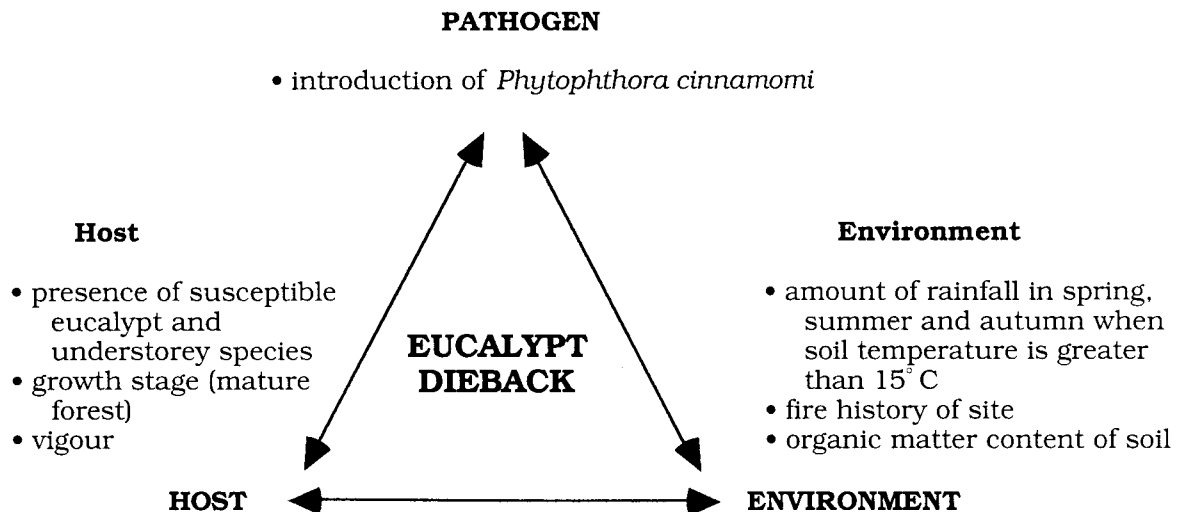 PATHOGEN
• introduction of Phytophthora cinnamomi
Host
• presence of susceptible
eucalypt and
understorey species
• growth stage (mature
forest)
• vigour
EUCALYPT
DIEBACK
Environment
• amount of rainfall in spring,
summer and autumn when
soil temperature is greater
than 15° C
• fire history of site
• organic matter content of soil
HOST
ENVIRONMENT